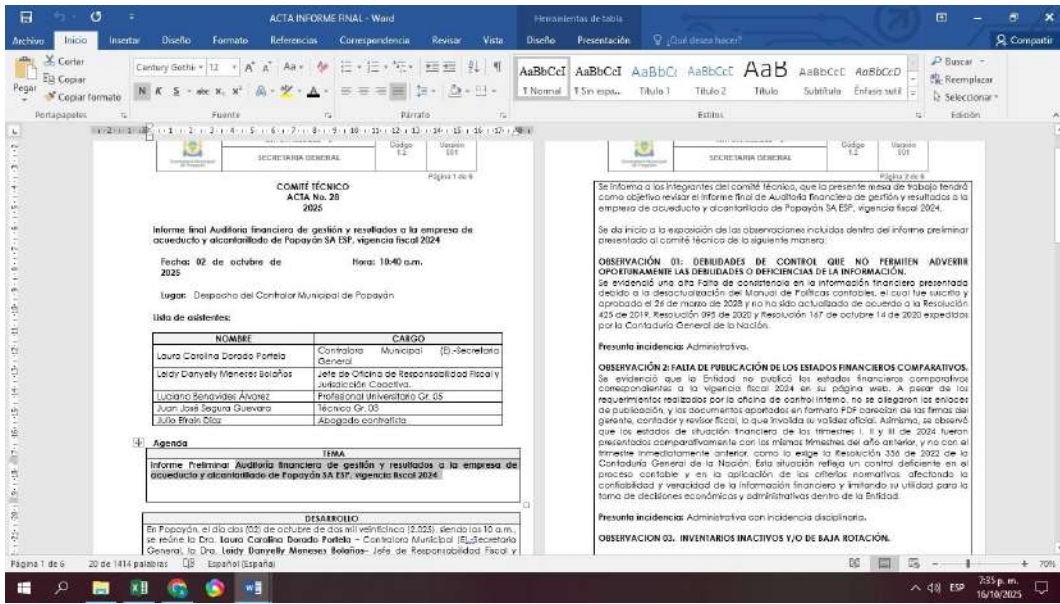 ACTA INFORME FINAL - Word
Herramientas de tabla
Archivo Inicio Insertar Diseño Formato Referencias Correspondencia Revisar Vista Diseño Presentación ¿Qué desea hacer? Compartir
Pegar
Cortar
Copiar
Copiar formato
Portapapeles
Century Gothi 12
N K S abc X₂ X²
Fuente
Párrafo
AaBbCcI AaBbCcI AaBbCc AaBbCcC AaB AaBbCcC AaBbCcD
¶ Normal ¶ Sin espa... Título 1 Título 2 Título Subtítulo Énfasis sutil
Estilos
Buscar
Reemplazar
Seleccionar
Edición
SECRETARIA GENERAL
Código
1.2
Versión
001
Página 1 de 6
COMITÉ TÉCNICO
ACTA No. 28
2025
Informe final Auditoría financiera de gestión y resultados a la empresa de
acueducto y alcantarillado de Popayán SA ESP, vigencia fiscal 2024
Fecha: 02 de octubre de
2025
Hora: 10:40 a.m.
Lugar: Despacho del Contralor Municipal de Popayán
Lista de asistentes:
NOMBRE CARGO
Laura Carolina Dorado Portela
Contralora Municipal (E)-Secretaria
General
Leidy Danyelly Meneses Bolaños
Jefe de Oficina de Responsabilidad Fiscal y
Jurisdicción Coactiva.
Luciano Benavides Álvarez Profesional Universitario Gr. 05
Juan José Segura Guevara Técnico Gr. 03
Julio Efraín Díaz Abogado contratista
Agenda
TEMA
Informe Preliminar Auditoría financiera de gestión y resultados a la empresa de
acueducto y alcantarillado de Popayán SA ESP, vigencia fiscal 2024
DESARROLLO
En Popayán, el día dos (02) de octubre de dos mil veinticinco (2.025), siendo las 10 a.m.,
se reúne la Dra. Laura Carolina Dorado Portela – Contralora Municipal (E)-Secretaria
General, la Dra. Leidy Danyelly Meneses Bolaños- Jefe de Responsabilidad Fiscal y
SECRETARIA GENERAL
Código
1.2
Versión
001
Página 2 de 6
Se informa a los integrantes del comité técnico, que la presente mesa de trabajo tendrá
como objetivo revisar el informe final de Auditoría financiera de gestión y resultados a la
empresa de acueducto y alcantarillado de Popayán SA ESP, vigencia fiscal 2024.
Se da inicio a la exposición de las observaciones incluidas dentro del informe preliminar
presentado al comité técnico de la siguiente manera:
OBSERVACIÓN 01: DEBILIDADES DE CONTROL QUE NO PERMITEN ADVERTIR
OPORTUNAMENTE LAS DEBILIDADES O DEFICIENCIAS DE LA INFORMACIÓN.
Se evidenció una alta Falta de consistencia en la información financiera presentada
debido a la desactualización del Manual de Políticas contables, el cual fue suscrito y
aprobado el 26 de marzo de 2028 y no ha sido actualizado de acuerdo a la Resolución
425 de 2019, Resolución 095 de 2020 y Resolución 167 de octubre 14 de 2020 expedidos
por la Contaduría General de la Nación.
Presunta incidencia: Administrativa.
OBSERVACIÓN 2: FALTA DE PUBLICACIÓN DE LOS ESTADOS FINANCIEROS COMPARATIVOS.
Se evidenció que la Entidad no publicó los estados financieros comparativos
correspondientes a la vigencia fiscal 2024 en su página web. A pesar de los
requerimientos realizados por la oficina de control interno, no se allegaron los enlaces
de publicación, y los documentos aportados en formato PDF carecían de las firmas del
gerente, contador y revisor fiscal, lo que invalida su validez oficial. Asimismo, se observó
que los estados de situación financiera de los trimestres I, II y III de 2024 fueron
presentados comparativamente con los mismos trimestres del año anterior, y no con el
trimestre inmediatamente anterior, como lo exige la Resolución 356 de 2022 de la
Contaduría General de la Nación. Esta situación refleja un control deficiente en el
proceso contable y en la aplicación de los criterios normativos, afectando la
confiabilidad y veracidad de la información financiera y limitando su utilidad para la
toma de decisiones económicas y administrativas dentro de la Entidad.
Presunta incidencia: Administrativa con incidencia disciplinaria.
OBSERVACION 03. INVENTARIOS INACTIVOS Y/O DE BAJA ROTACIÓN.
Página 1 de 6 20 de 1414 palabras Español (España) 70%
ESP
7:35 p. m.
16/10/2025